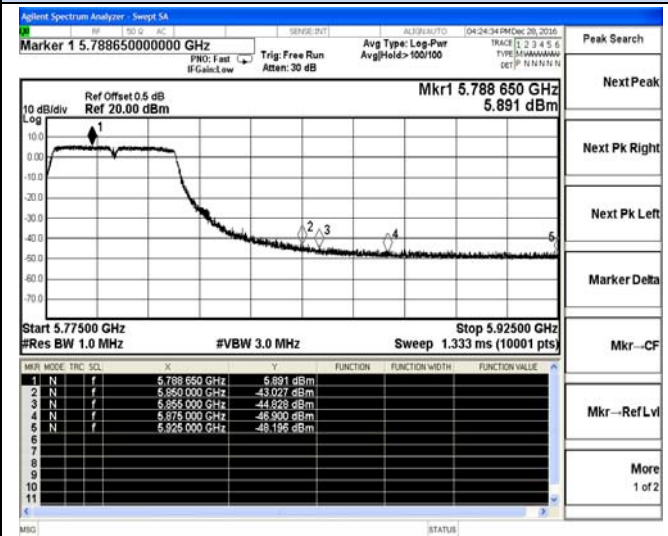 Agilent Spectrum Analyzer - Swept SA
RF 50 Ω AC SENSE:INT ALIGNAUTO 04:24:34 PM Dec 28, 2016
Marker 1 5.788650000000 GHz
PNO: Fast
IFGain:Low
Trig: Free Run
Atten: 30 dB
Avg Type: Log-Pwr
Avg|Hold:> 100/100
TRACE 1 2 3 4 5 6
TYPE
DET P N N N N N
Peak Search
Mkr1 5.788 650 GHz
5.891 dBm
Ref Offset 0.5 dB
10 dB/div Ref 20.00 dBm
Log
10.0
0.00
-10.0
-20.0
-30.0
-40.0
-50.0
-60.0
-70.0
1
2
3
4
5
Start 5.77500 GHz
Stop 5.92500 GHz
#Res BW 1.0 MHz
#VBW 3.0 MHz
Sweep 1.333 ms (10001 pts)
MKR MODE TRC SCL X Y FUNCTION FUNCTION WIDTH FUNCTION VALUE
1 N f 5.788 650 GHz 5.891 dBm
2 N f 5.850 000 GHz -43.027 dBm
3 N f 5.855 000 GHz -44.828 dBm
4 N f 5.875 000 GHz -46.900 dBm
5 N f 5.925 000 GHz -48.196 dBm
6
7
8
9
10
11
MSG
STATUS
Next Peak
Next Pk Right
Next Pk Left
Marker Delta
Mkr→CF
Mkr→Ref Lvl
More
1 of 2